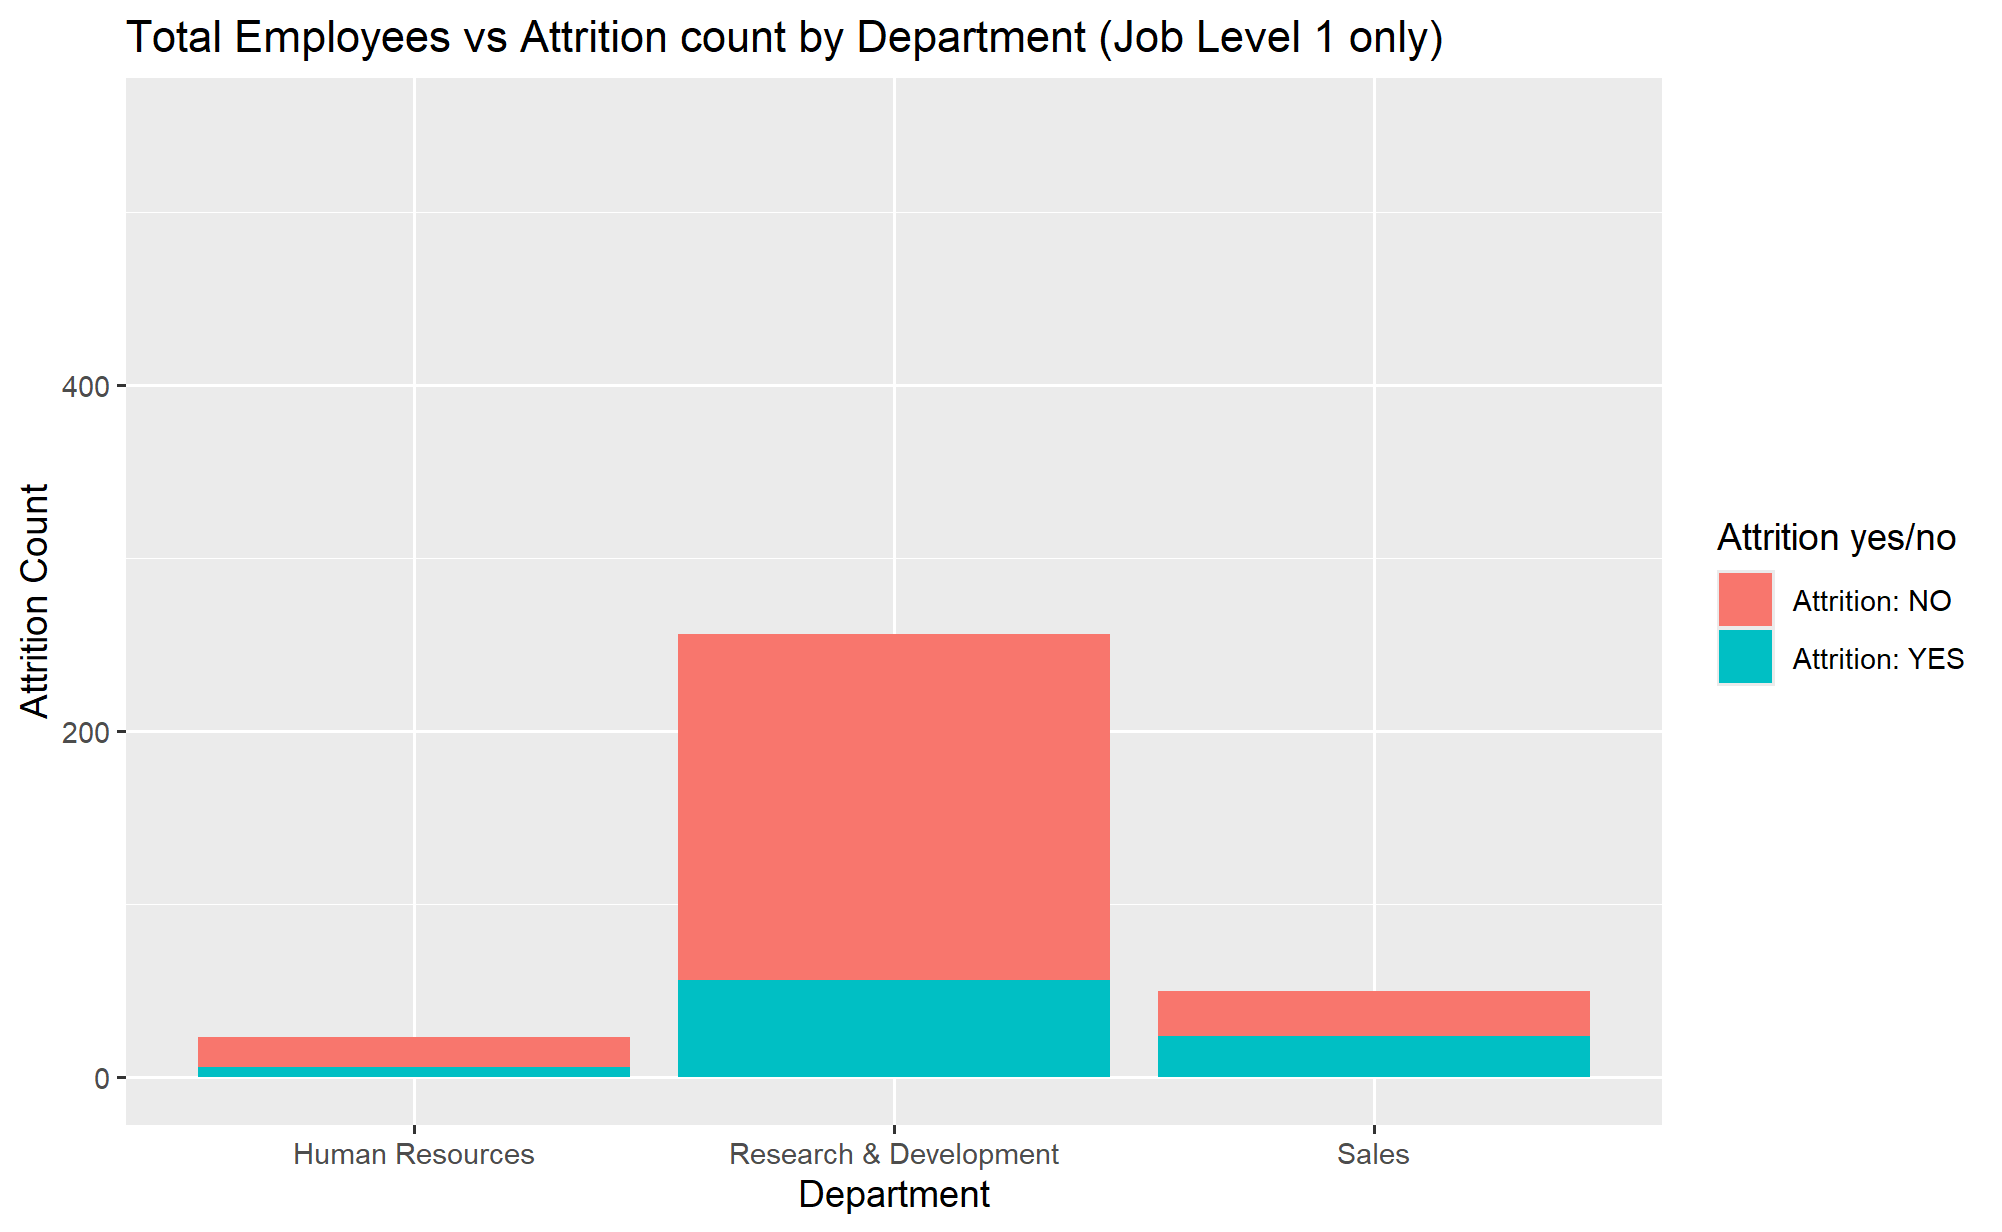 Total Employees vs Attrition count by Department (Job Level 1 only)
Attrition Count
400
200
0
Human Resources
Research & Development
Sales
Department
Attrition yes/no
Attrition: NO
Attrition: YES